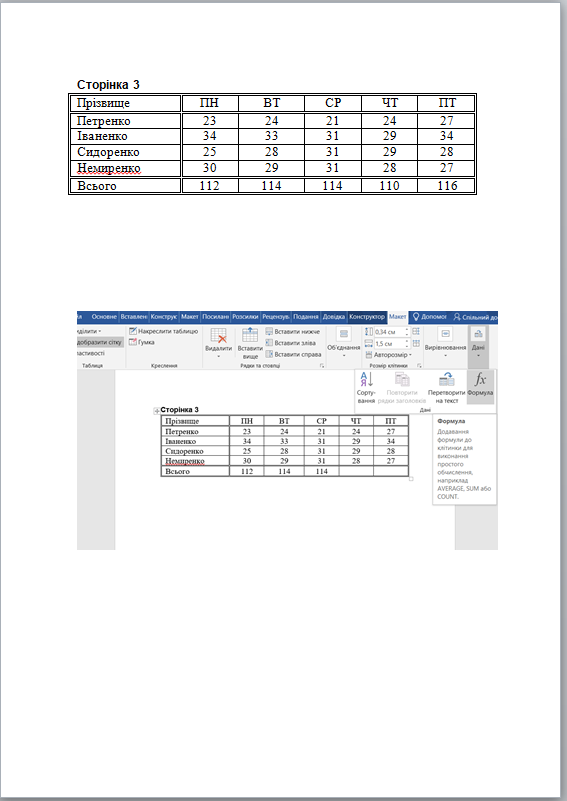 Сторінка 3
Прізвище ПН ВТ СР ЧТ ПТ
Петренко 23 24 21 24 27
Іваненко 34 33 31 29 34
Сидоренко 25 28 31 29 28
Немиренко 30 29 31 28 27
Всього 112 114 114 110 116
Основне Вставлен Конструк Макет Посилані Розсилки Рецензув Подання Довідка Конструктор Макет Допомог Спільний до
ділити Накреслити таблицю Вставити нижче 0,34 см
добразити сітку Гумка Видалити Вставити вище Вставити зліва Об'єднання 1,5 см Вирівнювання Дані
астивості Вставити справа Авторозмір
Таблиця Креслення Рядки та стовпці Розмір клітинки
Сорту-вання Повторити рядки заголовків Перетворити на текст Формула
Дані
Сторінка 3
Прізвище ПН ВТ СР ЧТ ПТ
Петренко 23 24 21 24 27
Іваненко 34 33 31 29 34
Сидоренко 25 28 31 29 28
Немиренко 30 29 31 28 27
Всього 112 114 114
Формула
Додавання
формули до
клітинки для
виконання
простого
обчислення,
наприклад
AVERAGE, SUM або
COUNT.